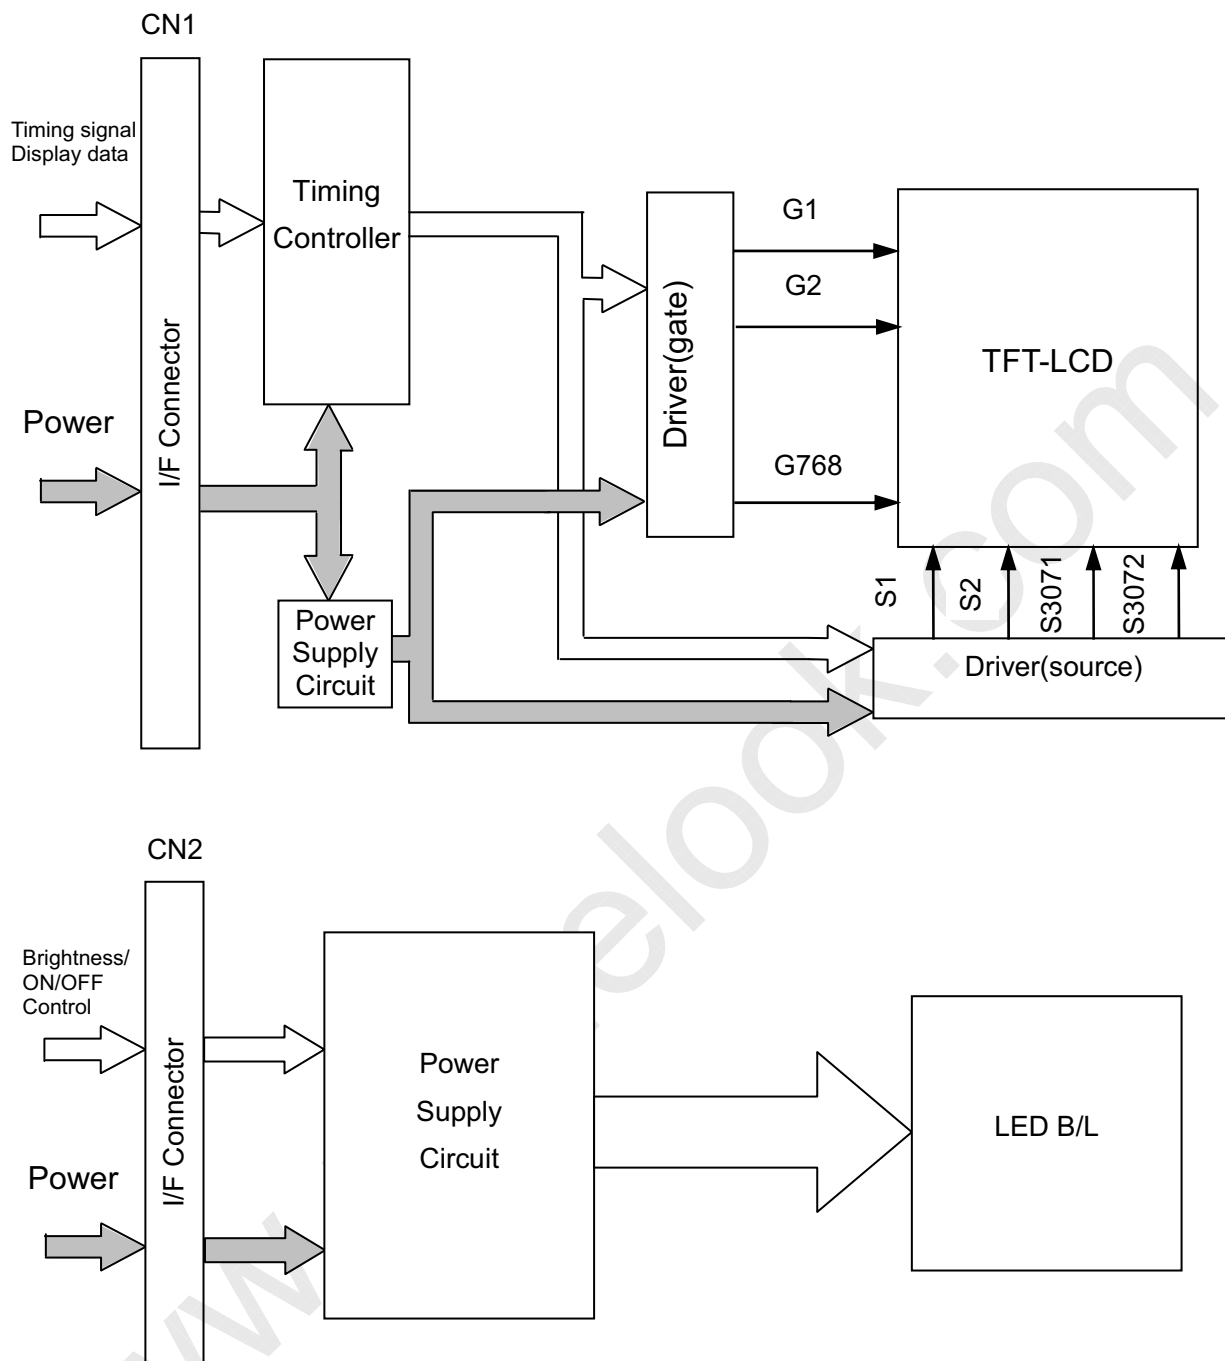 CN1
Timing signal
Display data
Power
I/F Connector
Timing
Controller
Power
Supply
Circuit
Driver(gate)
G1
G2
G768
TFT-LCD
S1
S2
S3071
S3072
Driver(source)
CN2
Brightness/
ON/OFF
Control
Power
I/F Connector
Power
Supply
Circuit
LED B/L